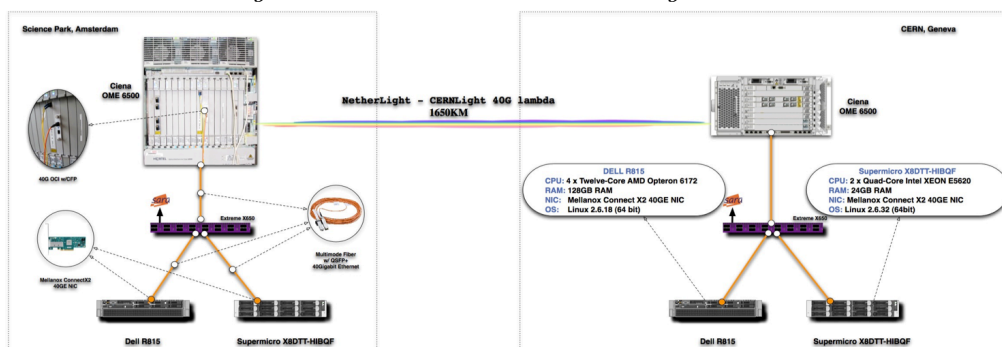 Science Park, Amsterdam
Ciena
OME 6500
40G OCI w/CFP
Mellanox ConnectX2
40GE NIC
sara
Extreme X650
Multimode Fiber
w/ QSFP+
40Gigabit Ethernet
Dell R815
Supermicro X8DTT-HIBQF
NetherLight - CERNLight 40G lambda
1650KM
CERN, Geneva
Ciena
OME 6500
DELL R815
CPU: 4 x Twelve-Core AMD Opteron 6172
RAM: 128GB RAM
NIC: Mellanox Connect X2 40GE NIC
OS: Linux 2.6.18 (64 bit)
Supermicro X8DTT-HIBQF
CPU: 2 x Quad-Core Intel XEON E5620
RAM: 24GB RAM
NIC: Mellanox Connect X2 40GE NIC
OS: Linux 2.6.32 (64bit)
sara
Extreme X650
Dell R815
Supermicro X8DTT-HIBQF